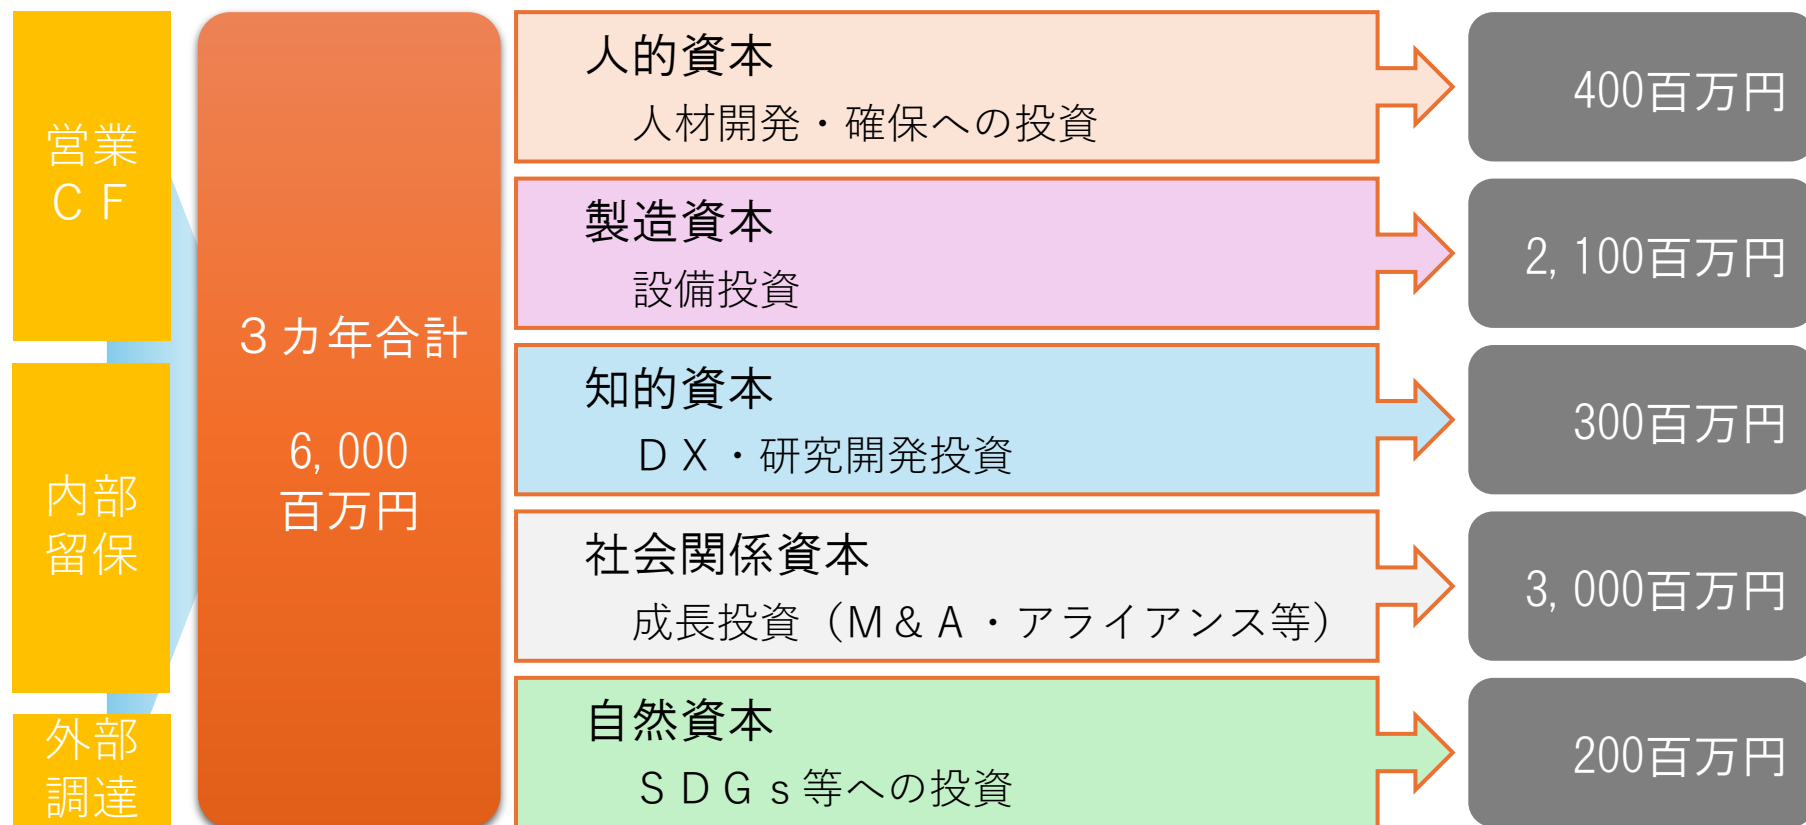 営業
ＣＦ
内部
留保
外部
調達
３カ年合計
6,000
百万円
人的資本
人材開発・確保への投資
400百万円
製造資本
設備投資
2,100百万円
知的資本
ＤＸ・研究開発投資
300百万円
社会関係資本
成長投資（Ｍ＆Ａ・アライアンス等）
3,000百万円
自然資本
ＳＤＧｓ等への投資
200百万円